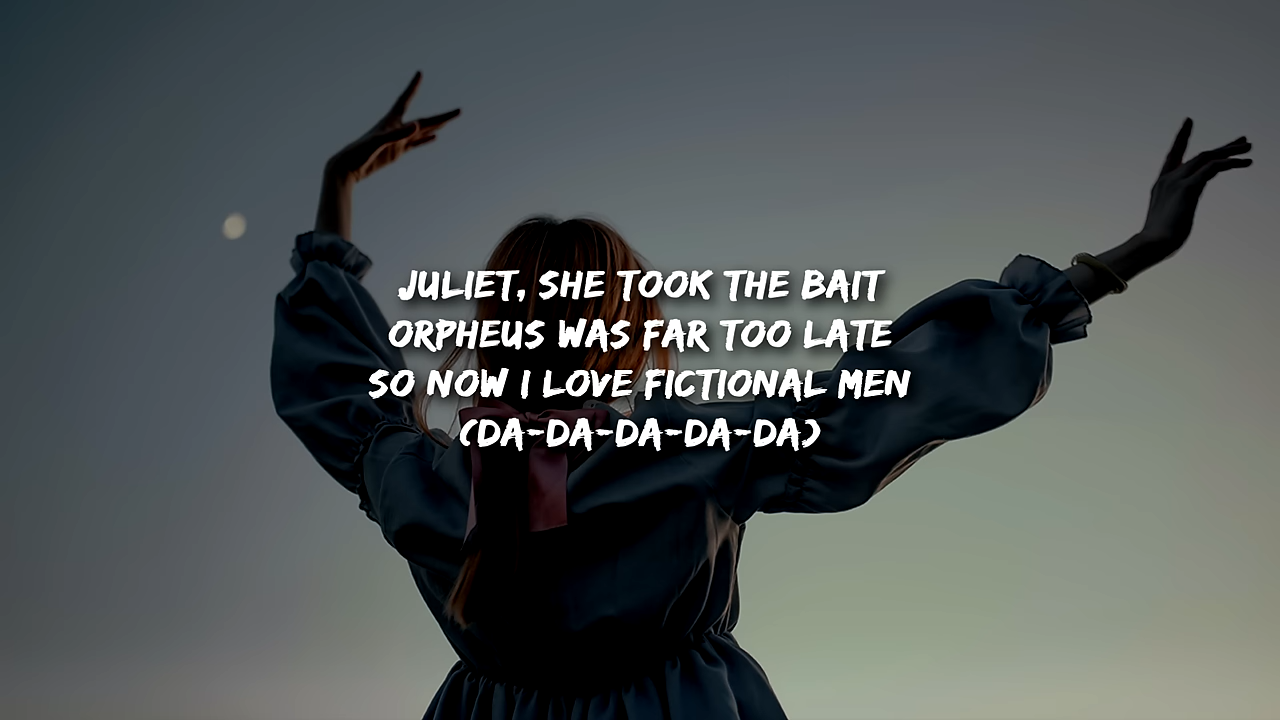 JULIET, SHE TOOK THE BAIT
ORPHEUS WAS FAR TOO LATE
SO NOW I LOVE FICTIONAL MEN
(DA-DA-DA-DA-DA)